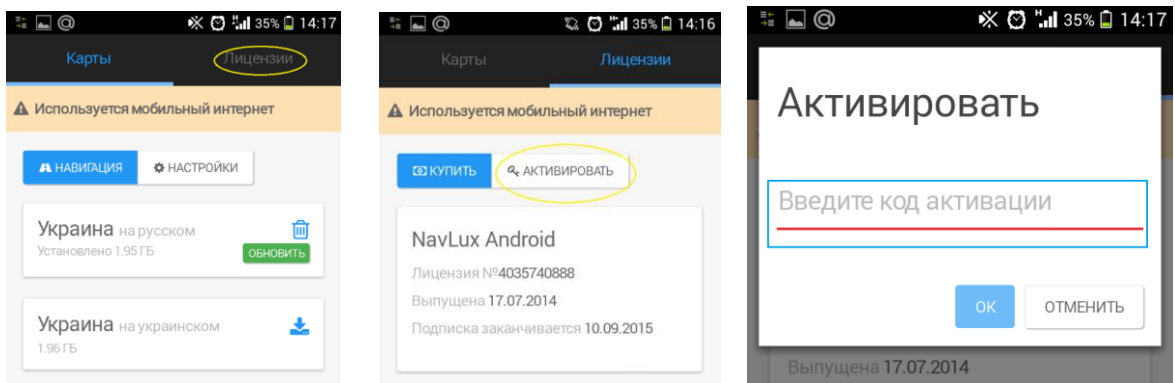 35% 14:17
Карты Лицензии
Используется мобильный интернет
НАВИГАЦИЯ НАСТРОЙКИ
Украина на русском
Установлено 1.95 ГБ
ОБНОВИТЬ
Украина на украинском
1.96 ГБ
35% 14:16
Карты Лицензии
Используется мобильный интернет
КУПИТЬ АКТИВИРОВАТЬ
NavLux Android
Лицензия №4035740888
Выпущена 17.07.2014
Подписка заканчивается 10.09.2015
35% 14:17
Активировать
Введите код активации
ОК ОТМЕНИТЬ
Выпущена 17.07.2014